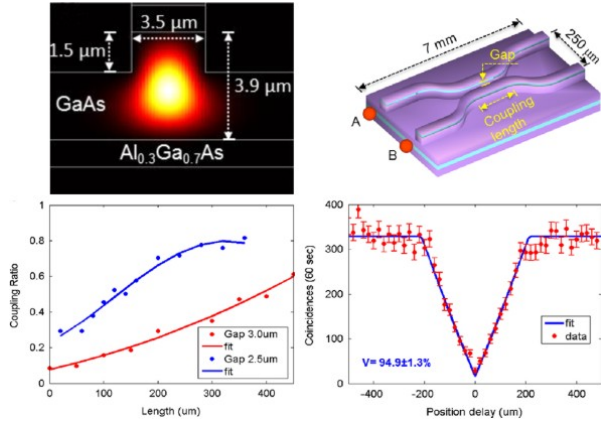 3.5 μm
1.5 μm
3.9 μm
GaAs
Al0.3Ga0.7As
7 mm
250 μm
Gap
Coupling
length
A
B
Coupling Ratio
1
0.8
0.6
0.4
0.2
0
0
100
200
300
400
Length (um)
Gap 3.0um
fit
Gap 2.5um
fit
Coincidences (60 sec)
400
300
200
100
0
-400
-200
0
200
400
Position delay (um)
fit
data
V= 94.9±1.3%